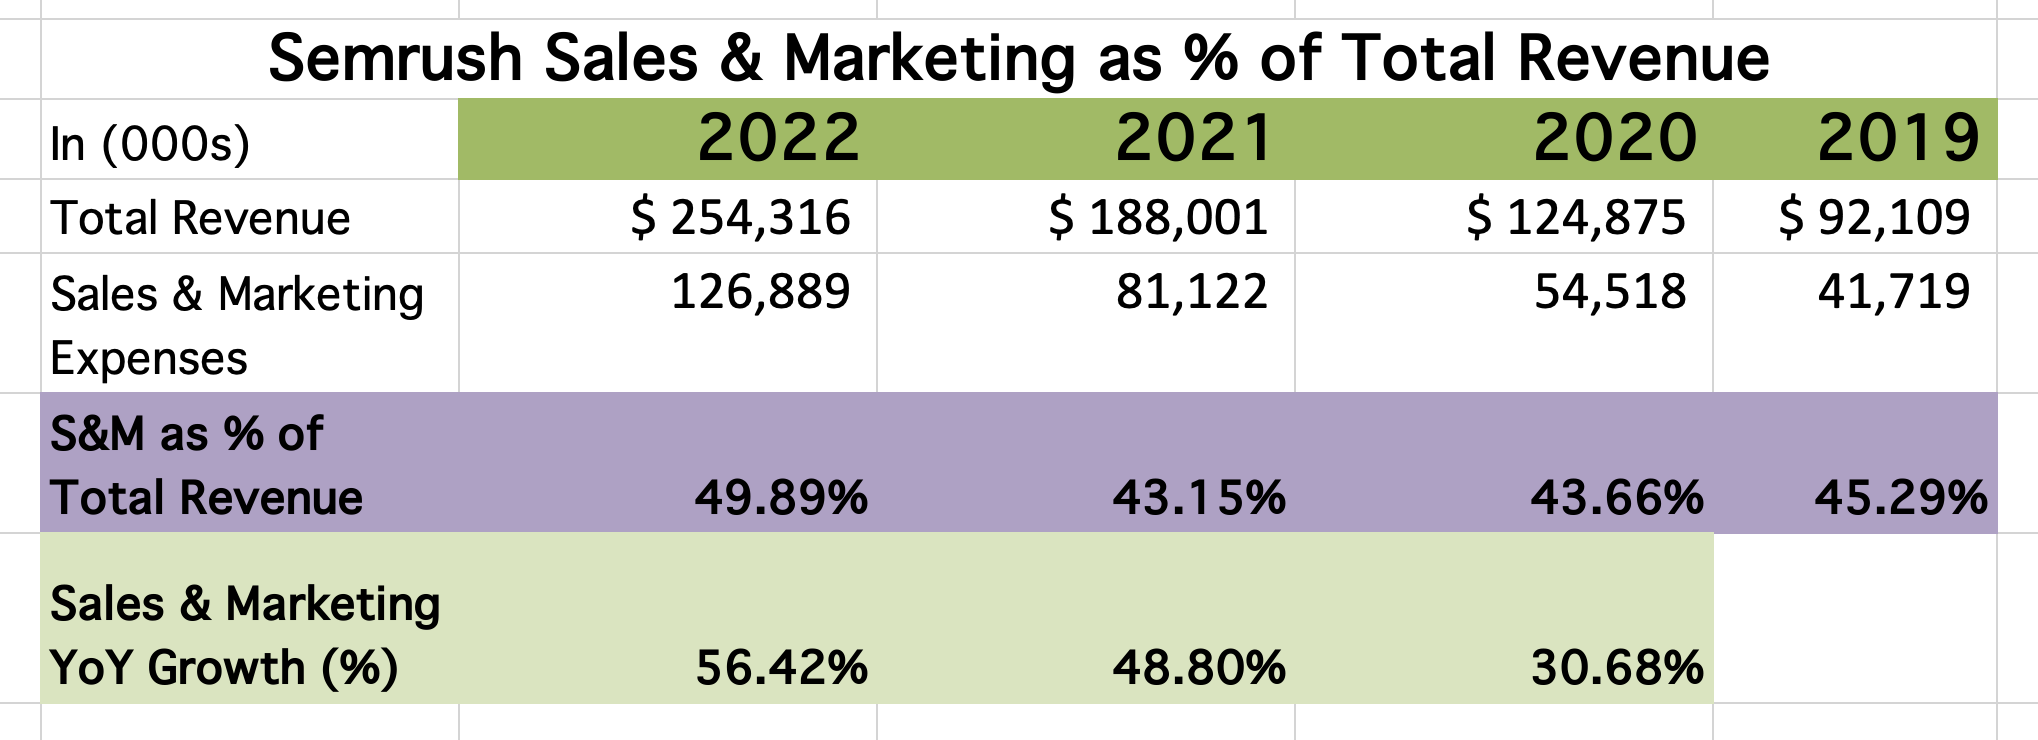 Semrush Sales & Marketing as % of Total Revenue
In (000s) 2022 2021 2020 2019
Total Revenue $ 254,316 $ 188,001 $ 124,875 $ 92,109
Sales & Marketing 126,889 81,122 54,518 41,719
Expenses
S&M as % of
Total Revenue 49.89% 43.15% 43.66% 45.29%
Sales & Marketing
YoY Growth (%) 56.42% 48.80% 30.68%